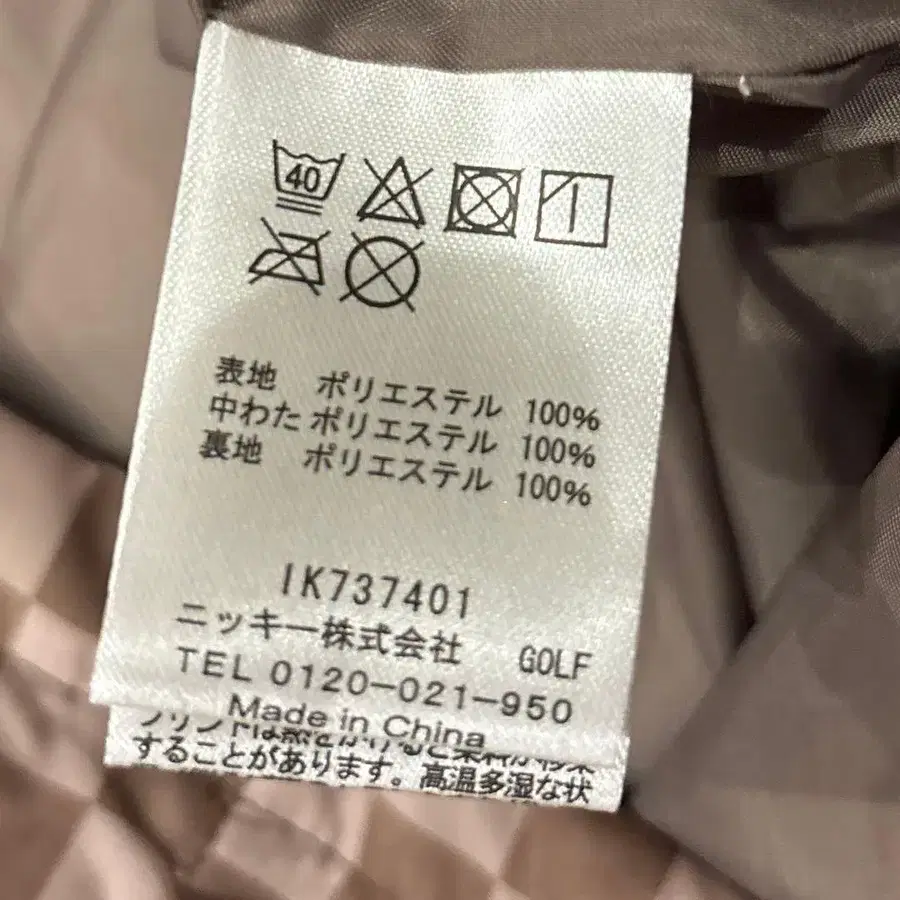 40
表地 ポリエステル 100%
中わた ポリエステル 100%
裏地 ポリエステル 100%
IK737401
ニッキー株式会社 GOLF
TEL 0120-021-950
Made in China
することがあります。高温多湿な状